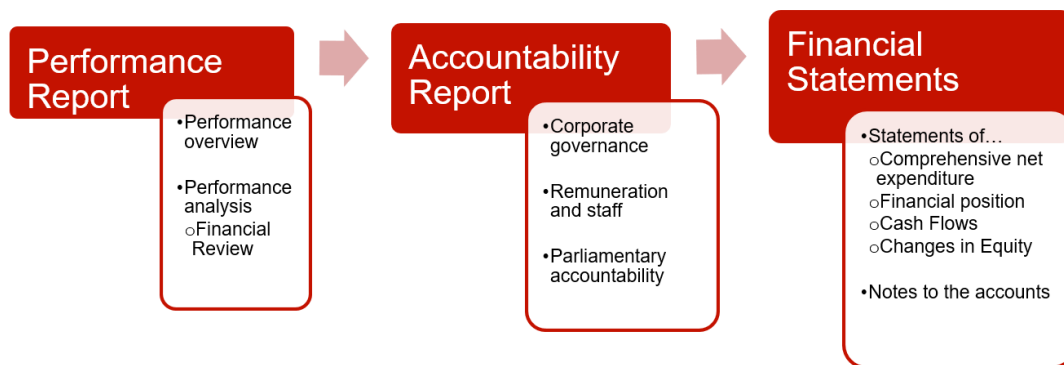 Performance
Report
•Performance
overview
•Performance
analysis
oFinancial
Review
Accountability
Report
•Corporate
governance
•Remuneration
and staff
•Parliamentary
accountability
Financial
Statements
•Statements of…
oComprehensive net
expenditure
oFinancial position
oCash Flows
oChanges in Equity
•Notes to the accounts